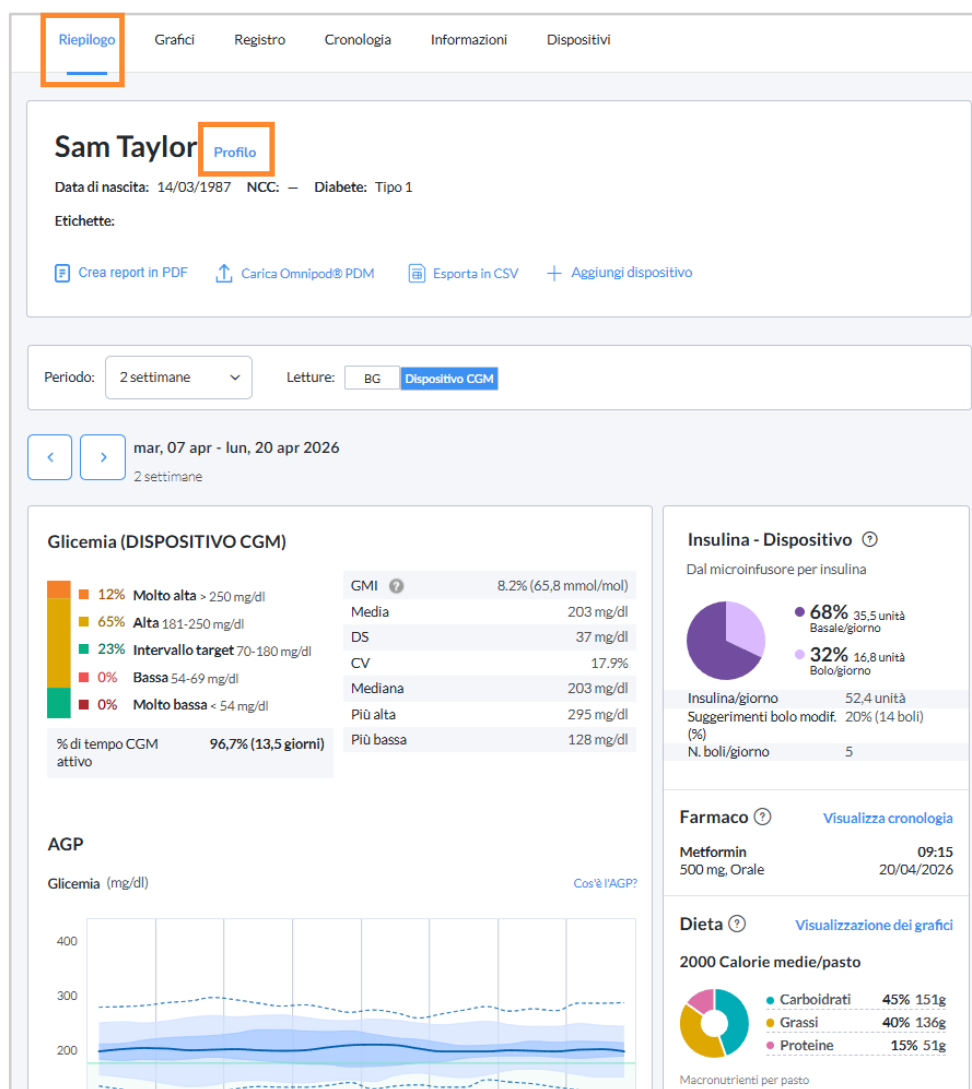 Riepilogo Grafici Registro Cronologia Informazioni Dispositivi
Sam Taylor Profilo
Data di nascita: 14/03/1987 NCC: — Diabete: Tipo 1
Etichette:
Crea report in PDF Carica Omnipod® PDM Esporta in CSV Aggiungi dispositivo
Periodo: 2 settimane Letture: BG Dispositivo CGM
mar, 07 apr - lun, 20 apr 2026
2 settimane
Glicemia (DISPOSITIVO CGM)
12% Molto alta > 250 mg/dl
65% Alta 181-250 mg/dl
23% Intervallo target 70-180 mg/dl
0% Bassa 54-69 mg/dl
0% Molto bassa < 54 mg/dl
% di tempo CGM 96,7% (13,5 giorni)
attivo
GMI 8.2% (65,8 mmol/mol)
Media 203 mg/dl
DS 37 mg/dl
CV 17.9%
Mediana 203 mg/dl
Più alta 295 mg/dl
Più bassa 128 mg/dl
AGP
Glicemia (mg/dl) Cos'è l'AGP?
400
300
200
Insulina - Dispositivo ?
Dal microinfusore per insulina
68% 35,5 unità
Basale/giorno
32% 16,8 unità
Bolo/giorno
Insulina/giorno 52,4 unità
Suggerimenti bolo modif. 20% (14 boli)
(%)
N. boli/giorno 5
Farmaco ? Visualizza cronologia
Metformin 09:15
500 mg, Orale 20/04/2026
Dieta ? Visualizzazione dei grafici
2000 Calorie medie/pasto
Carboidrati 45% 151g
Grassi 40% 136g
Proteine 15% 51g
Macronutrienti per pasto